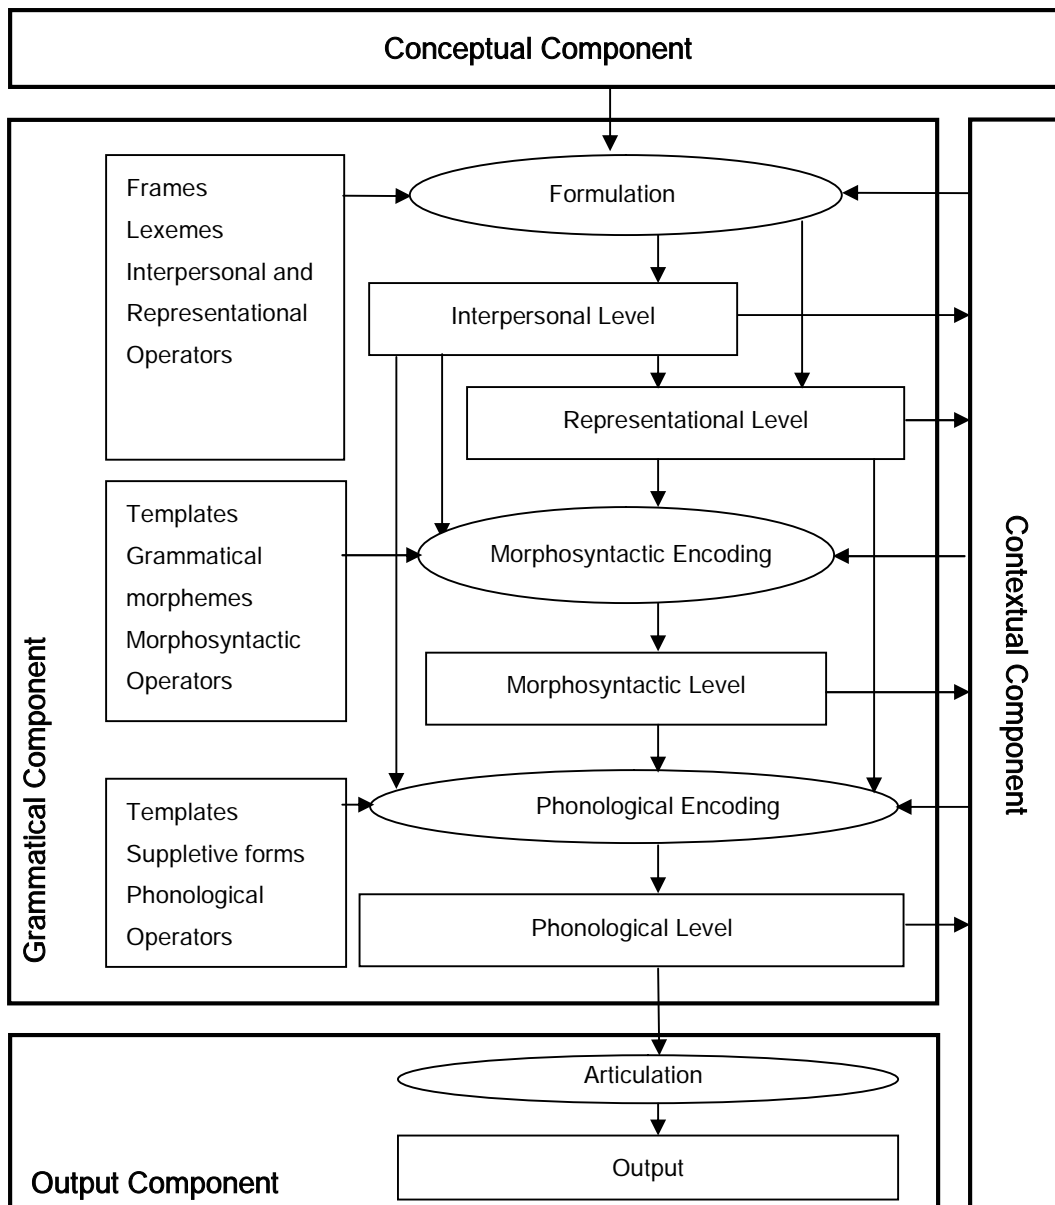 Conceptual Component
Frames
Lexemes
Interpersonal and
Representational
Operators
Formulation
Interpersonal Level
Representational Level
Templates
Grammatical
morphemes
Morphosyntactic
Operators
Morphosyntactic Encoding
Morphosyntactic Level
Templates
Suppletive forms
Phonological
Operators
Phonological Encoding
Phonological Level
Grammatical Component
Contextual Component
Articulation
Output
Output Component